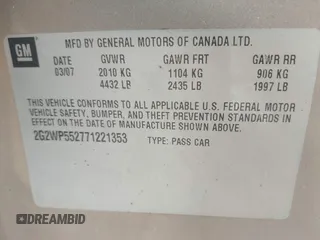 GM
MFD BY GENERAL MOTORS OF CANADA LTD.
DATE GVWR GAWR FRT GAWR RR
03/07 2010 KG 1104 KG 906 KG
4432 LB 2435 LB 1997 LB
THIS VEHICLE CONFORMS TO ALL APPLICABLE U.S. FEDERAL MOTOR
VEHICLE SAFETY, BUMPER, AND THEFT PREVENTION STANDARDS IN
EFFECT ON THE DATE OF MANUFACTURE SHOWN ABOVE.
2G2WP552771221353 TYPE: PASS CAR
DREAMBID